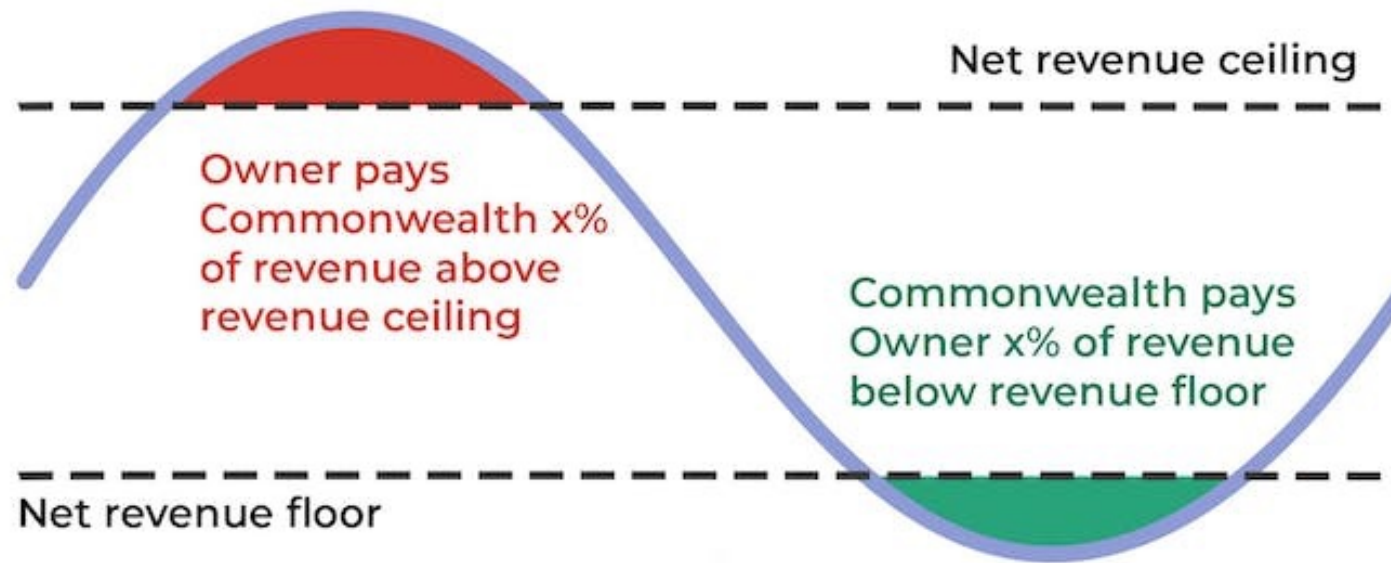 Net revenue ceiling
Owner pays
Commonwealth x%
of revenue above
revenue ceiling
Commonwealth pays
Owner x% of revenue
below revenue floor
Net revenue floor